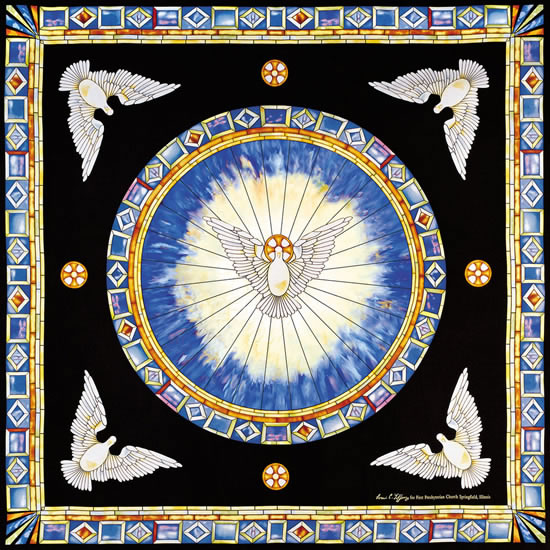 Louis C. Tiffany for First Presbyterian Church Springfield, Illinois